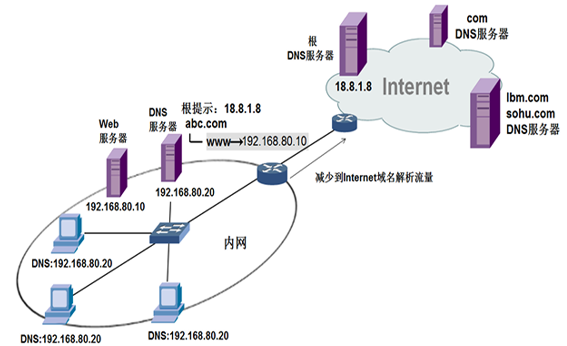 com
DNS服务器
根
DNS服务器
18.8.1.8
Internet
lbm.com
sohu.com
DNS服务器
根提示：18.8.1.8
abc.com
www→192.168.80.10
DNS
服务器
Web
服务器
192.168.80.20
192.168.80.10
减少到Internet域名解析流量
内网
DNS:192.168.80.20
DNS:192.168.80.20
DNS:192.168.80.20